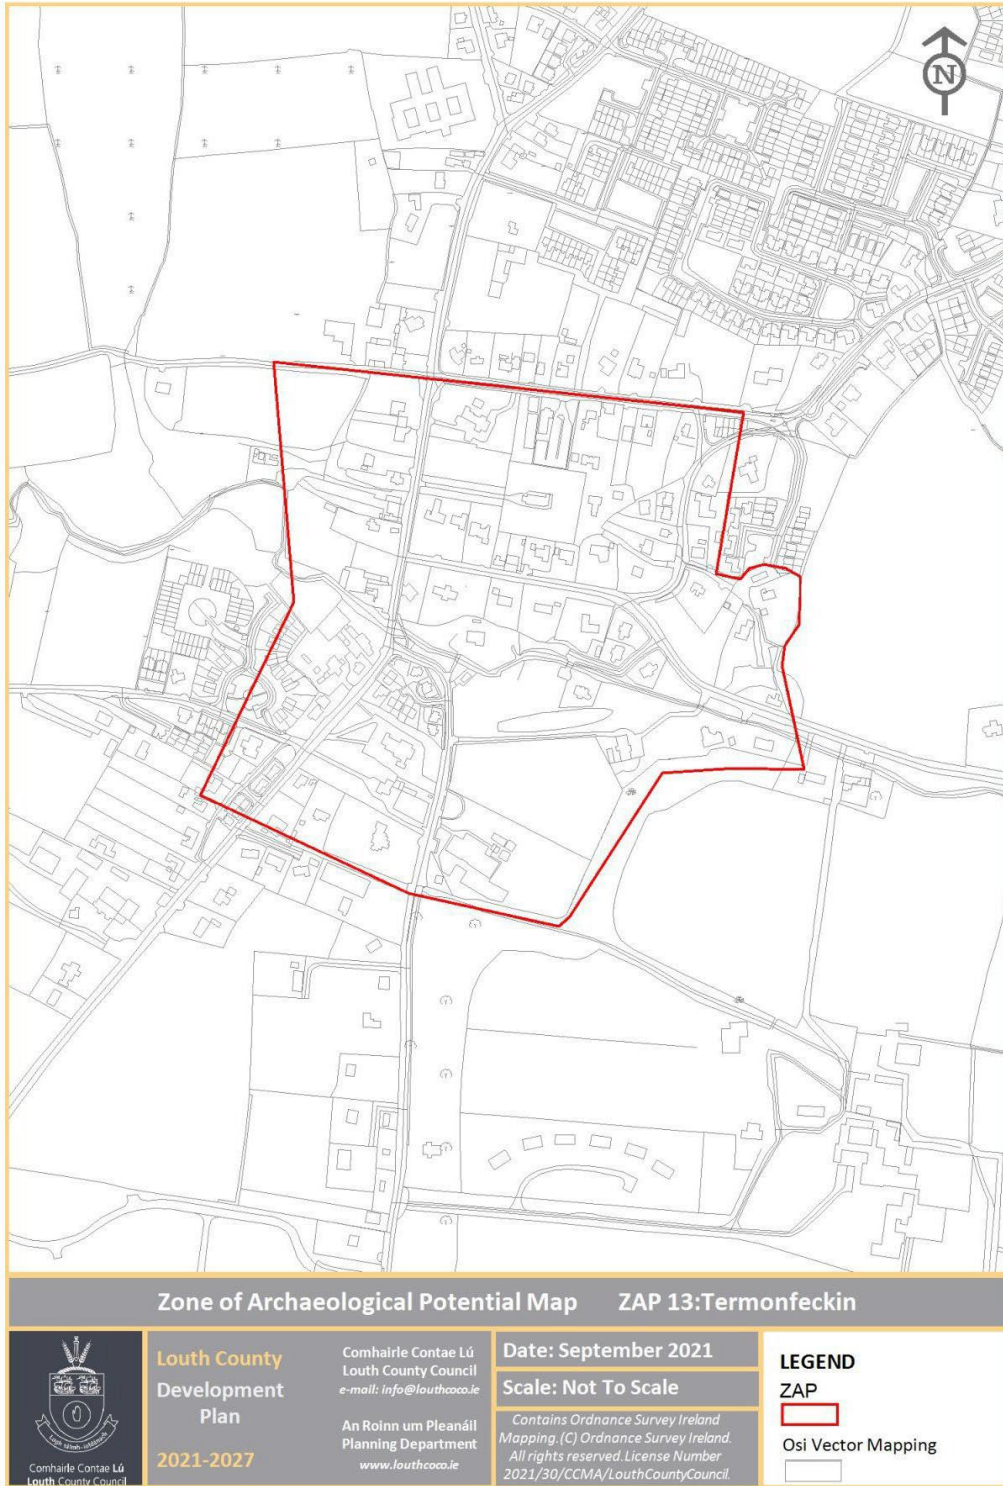 N
Zone of Archaeological Potential Map ZAP 13:Termonfeckin
Comhairle Contae Lú
Louth County Council
Louth County
Development
Plan
2021-2027
Comhairle Contae Lú
Louth County Council
e-mail: info@louthcoco.ie
An Roinn um Pleanáil
Planning Department
www.louthcoco.ie
Date: September 2021
Scale: Not To Scale
Contains Ordnance Survey Ireland
Mapping.(C) Ordnance Survey Ireland.
All rights reserved.License Number
2021/30/CCMA/LouthCountyCouncil.
LEGEND
ZAP
Osi Vector Mapping